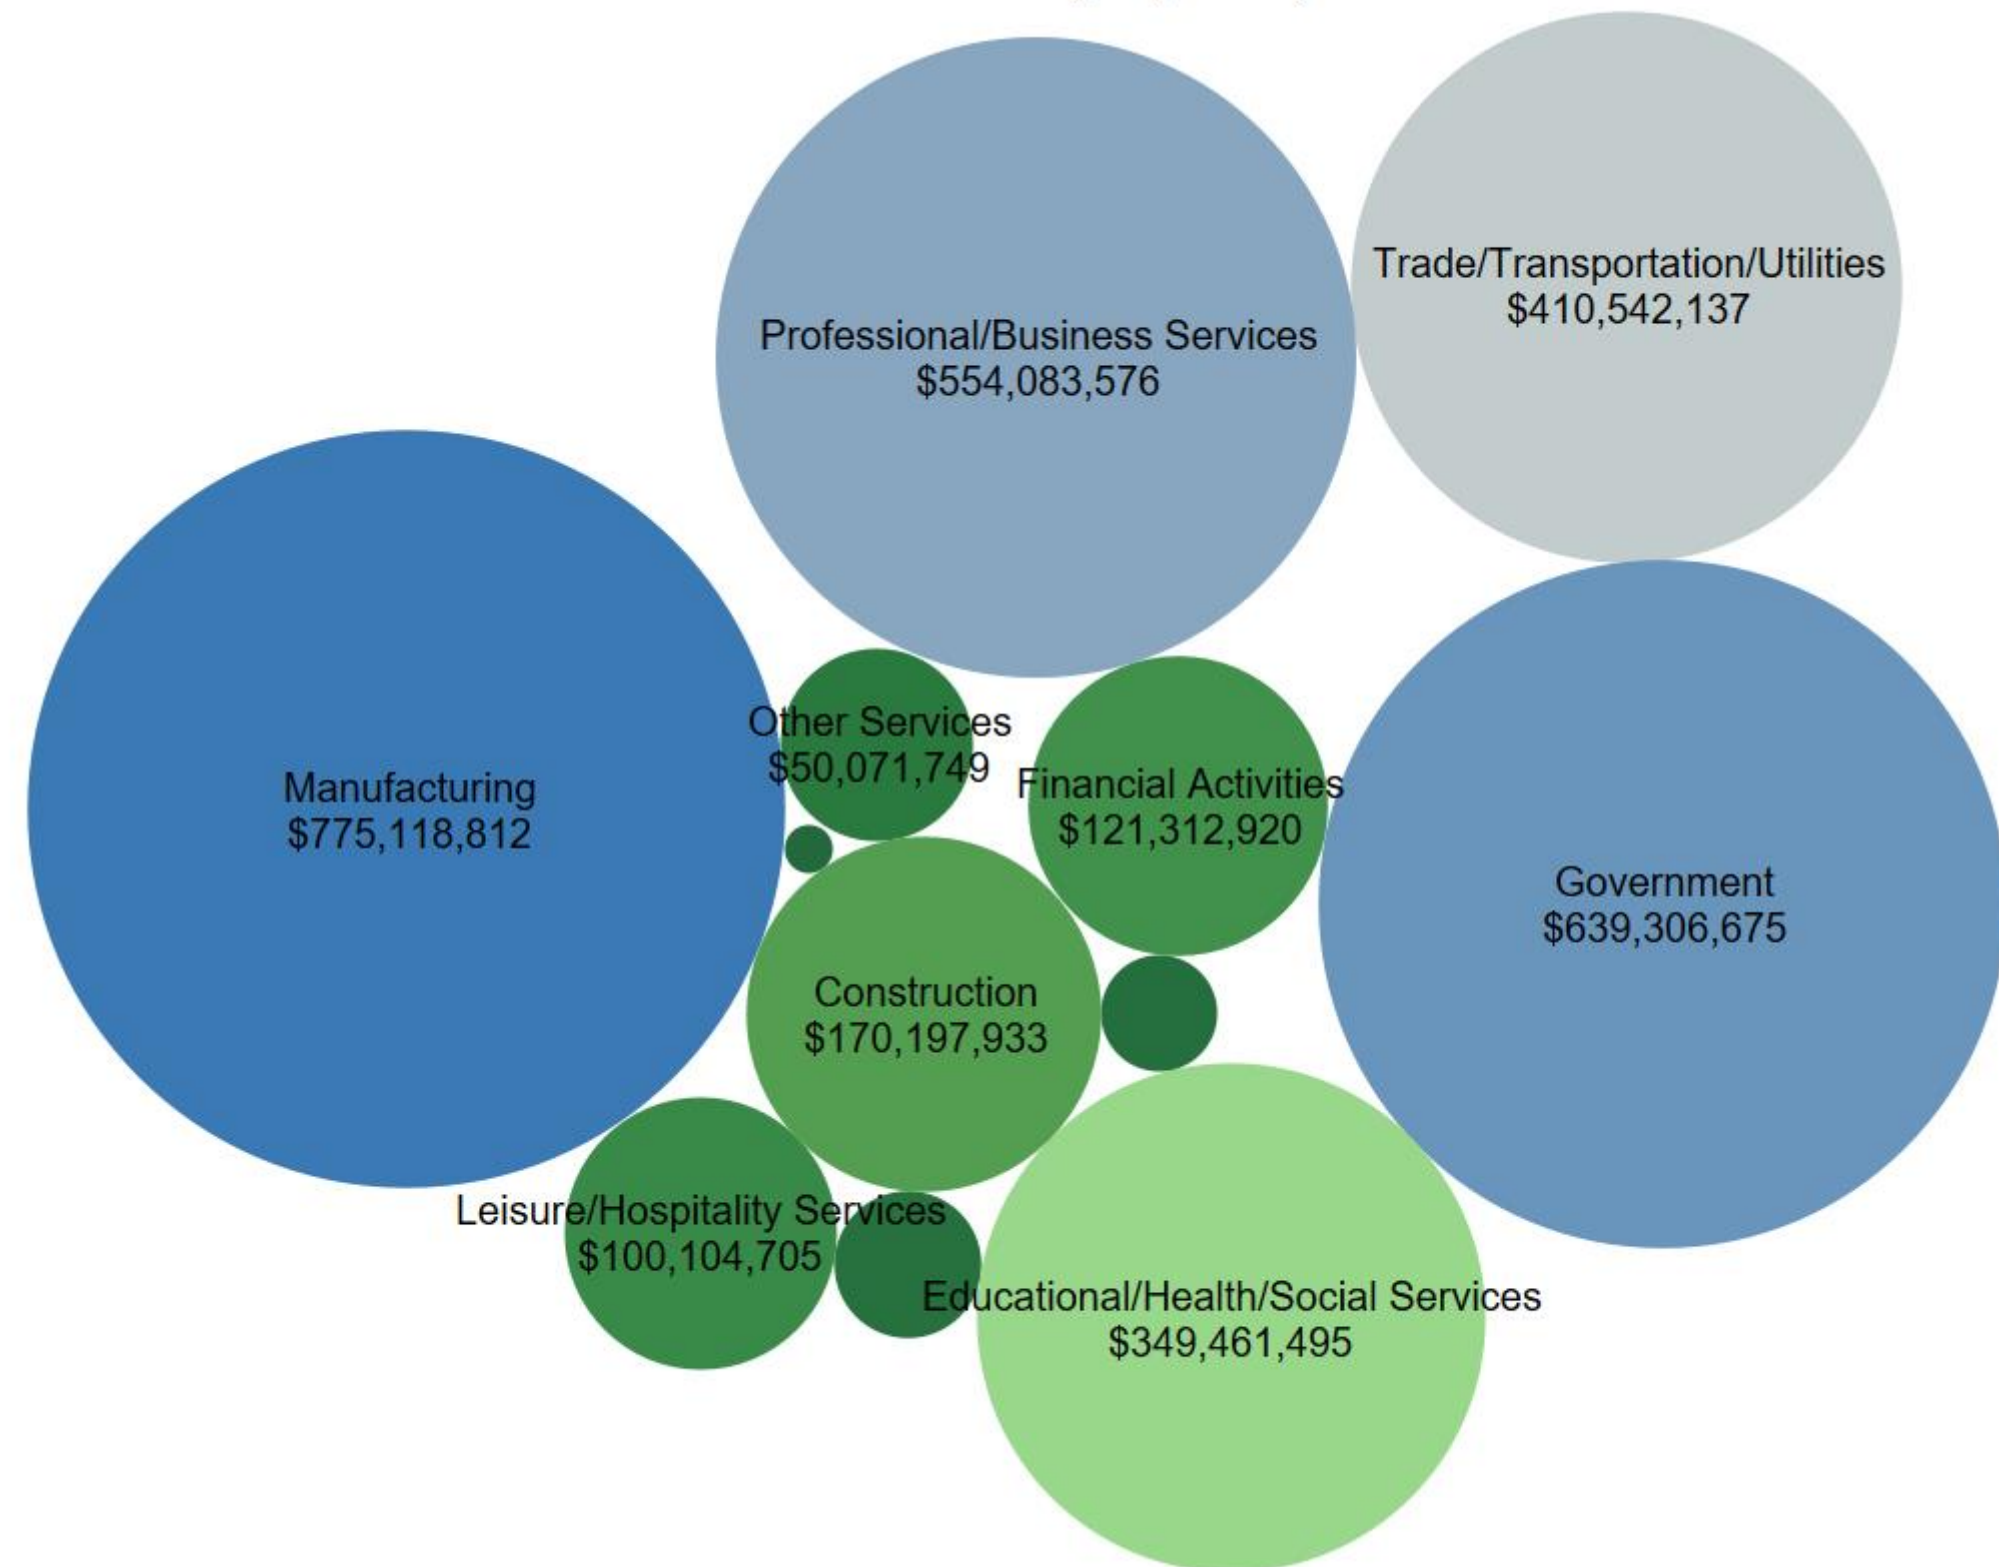 Trade/Transportation/Utilities
$410,542,137
Professional/Business Services
$554,083,576
Other Services
$50,071,749
Financial Activities
$121,312,920
Manufacturing
$775,118,812
Government
$639,306,675
Construction
$170,197,933
Leisure/Hospitality Services
$100,104,705
Educational/Health/Social Services
$349,461,495